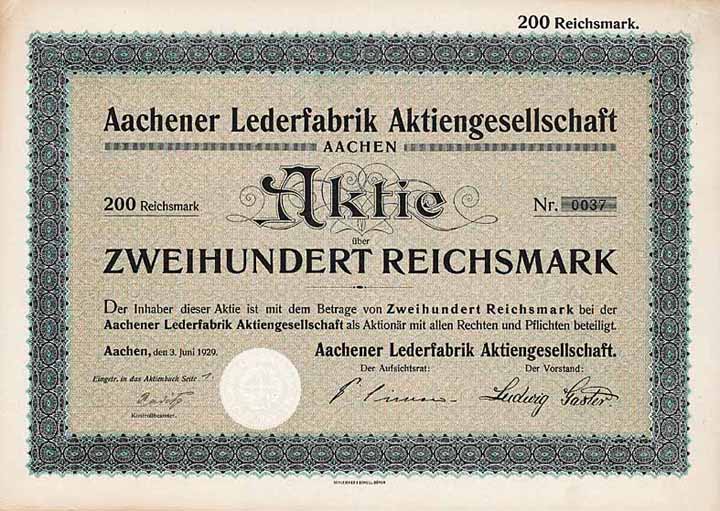 200 Reichsmark.
Aachener Lederfabrik Aktiengesellschaft
AACHEN
Aktie
200 Reichsmark
Nr. 0037
über
ZWEIHUNDERT REICHSMARK
Der Inhaber dieser Aktie ist mit dem Betrage von Zweihundert Reichsmark bei der
Aachener Lederfabrik Aktiengesellschaft als Aktionär mit allen Rechten und Pflichten beteiligt.
Aachen, den 3. Juni 1929.
Aachener Lederfabrik Aktiengesellschaft.
Der Aufsichtsrat:
Der Vorstand:
Eingetr. in das Aktienbuch Seite 1.
Ludwig
Kontrollbeamter.